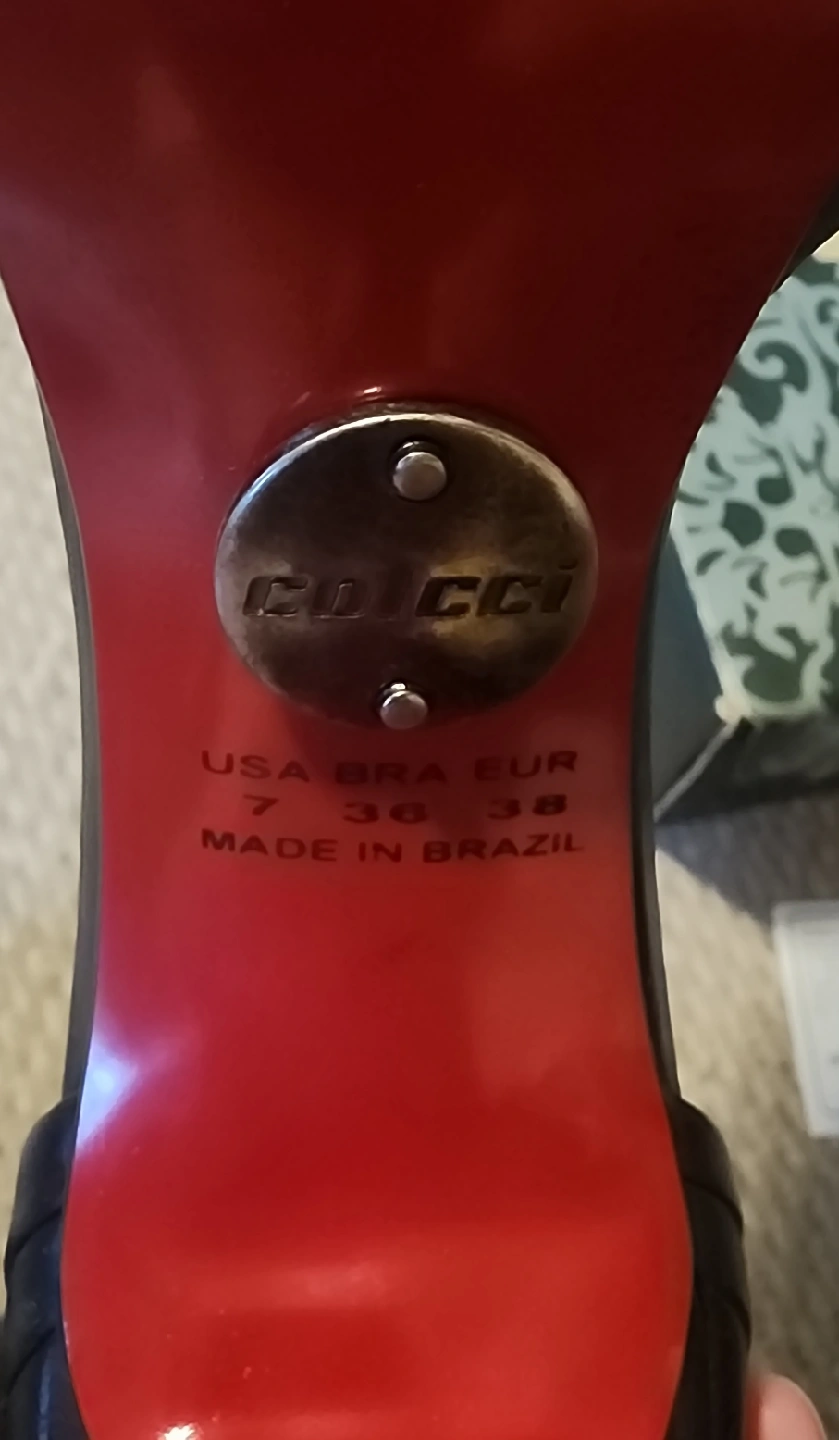 colcci
USA BRA EUR
7 36 38
MADE IN BRAZIL